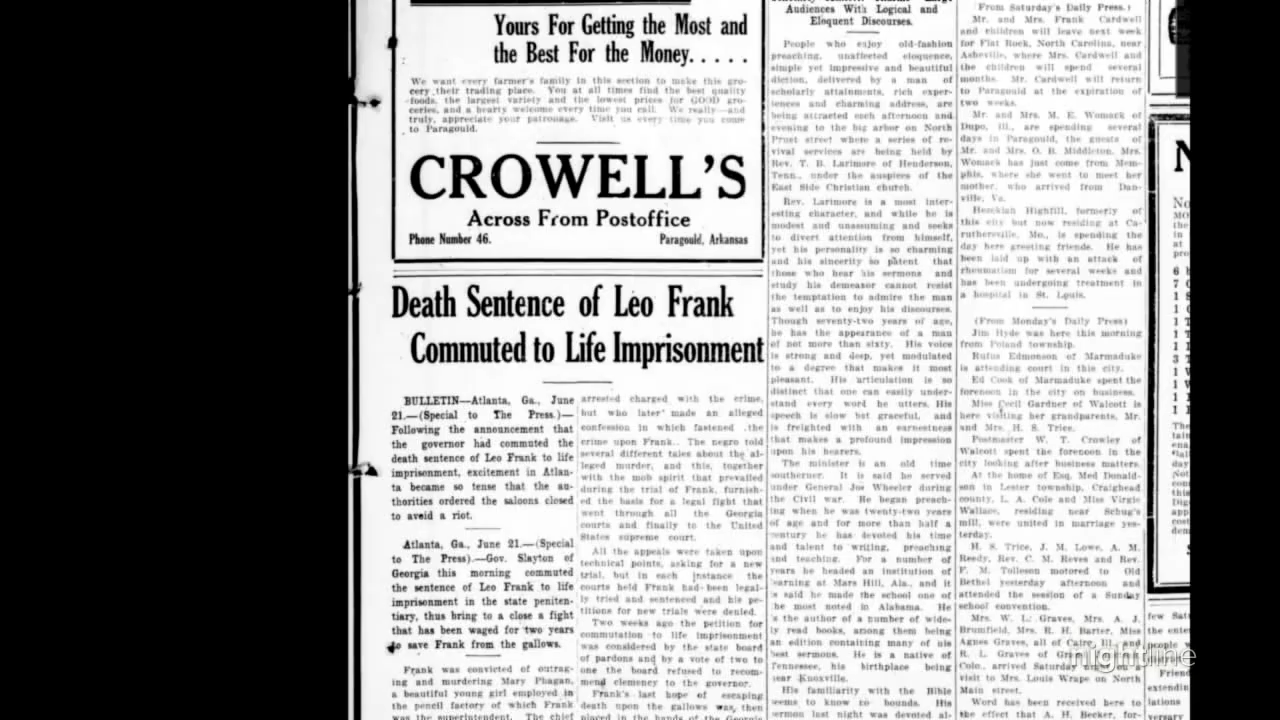 Yours For Getting the Most and
the Best For the Money. . . . .
We want every farmer's family in this section to make this gro-
cery their trading place. You at all times find the best quality
foods, the largest variety and the lowest prices for GOOD gro-
ceries, and a hearty welcome every time you call. We really—and
truly, appreciate your patronage. Visit us every time you come
to Paragould.
CROWELL'S
Across From Postoffice
Phone Number 46. Paragould, Arkansas
Death Sentence of Leo Frank
Commuted to Life Imprisonment
BULLETIN—Atlanta, Ga., June
21.—(Special to The Press.)—
Following the announcement that
the governor had commuted the
death sentence of Leo Frank to life
imprisonment, excitement in Atlan-
ta became so tense that the au-
thorities ordered the saloons closed
to avoid a riot.
Atlanta, Ga., June 21.—(Special
to The Press).—Gov. Slayton of
Georgia this morning commuted
the sentence of Leo Frank to life
imprisonment in the state peniten-
tiary, thus bring to a close a fight
that has been waged for two years
to save Frank from the gallows.
Frank was convicted of outrag-
ing and murdering Mary Phagan,
a beautiful young girl employed in
the pencil factory of which Frank
was the superintendent. The chief
arrested charged with the crime,
but who later made an alleged
confession in which fastened the
crime upon Frank. The negro told
several different tales about the al-
leged murder, and this, together
with the mob spirit that prevailed
during the trial of Frank, furnish-
ed the basis for a legal fight that
went through all the Georgia
courts and finally to the United
States supreme court.
All the appeals were taken upon
technical points, asking for a new
trial, but in each instance the
courts held Frank had been legal-
ly tried and sentenced and his pe-
titions for new trials were denied.
Two weeks ago the petition for
commutation to life imprisonment
was considered by the state board
of pardons and by a vote of two to
one the board refused to recom-
mend clemency to the governor.
Frank's last hope of escaping
death upon the gallows was then
placed in the hands of the Georgia
Audiences With Logical and
Eloquent Discourses.
People who enjoy old-fashion
preaching, unaffected eloquence,
simple yet impressive and beautiful
diction, delivered by a man of
scholarly attainments, rich exper-
iences and charming address, are
being attracted each afternoon and
evening to the big arbor on North
Pruet street where a series of re-
vival services are being held by
Rev. T. B. Larimore of Henderson,
Tenn., under the auspices of the
East Side Christian church.
Rev. Larimore is a most inter-
esting character, and while he is
modest and unassuming and seeks
to divert attention from himself,
yet his personality is so charming
and his sincerity so patent that
those who hear his sermons and
study his demeanor cannot resist
the temptation to admire the man
as well as to enjoy his discourses.
Though seventy-two years of age,
he has the appearance of a man
of not more than sixty. His voice
is strong and deep, yet modulated
to a degree that makes it most
pleasant. His articulation is so
distinct that one can easily under-
stand every word he utters. His
speech is slow but graceful, and
is freighted with an earnestness
that makes a profound impression
upon his hearers.
The minister is an old time
southerner. It is said he served
under General Joe Wheeler during
the Civil war. He began preach-
ing when he was twenty-two years
of age and for more than half a
century he has devoted his time
and talent to writing, preaching
and teaching. For a number of
years he headed an institution of
learning at Mars Hill, Ala., and it
is said he made the school one of
the most noted in Alabama. He
is the author of a number of wide-
ly read books, among them being
an edition containing many of his
best sermons. He is a native of
Tennessee, his birthplace being
near Knoxville.
His familiarity with the Bible
seems to know no bounds. His
sermon last night was devoted al-
(From Saturday's Daily Press.)
Mr. and Mrs. Frank Cardwell
and children will leave next week
for Flat Rock, North Carolina, near
Asheville, where Mrs. Cardwell and
the children will spend several
months. Mr. Cardwell will return
to Paragould at the expiration of
two weeks.
Mr. and Mrs. M. E. Womack of
Dupo, Ill., are spending several
days in Paragould, the guests of
Mr. and Mrs. O. B. Middleton. Mrs.
Womack has just come from Mem-
phis, where she went to meet her
mother, who arrived from Dan-
ville, Va.
Hezekiah Highfill, formerly of
this city but now residing at Ca-
ruthersville, Mo., is spending the
day here greeting friends. He has
been laid up with an attack of
rheumatism for several weeks and
has been undergoing treatment in
a hospital in St. Louis.
(From Monday's Daily Press)
Jim Hyde was here this morning
from Poland township.
Rufus Edmonson of Marmaduke
is attending court in this city.
Ed Cook of Marmaduke spent the
forenoon in the city on business.
Miss Cecil Gardner of Walcott is
here visiting her grandparents, Mr.
and Mrs. H. S. Trice.
Postmaster W. T. Crowley of
Walcott spent the forenoon in the
city looking after business matters.
At the home of Esq. Med Donald-
son in Lester township, Craighead
county, L. A. Cole and Miss Virgie
Wallace, residing near Schug's
mill, were united in marriage yes-
terday.
H. S. Trice, J. M. Lowe, A. M.
Reedy, Rev. C. M. Reves and Rev.
F. M. Tolleson motored to Old
Bethel yesterday afternoon and
attended the session of a Sunday
school convention.
Mrs. W. L. Graves, Mrs. A. J.
Brumfield, Mrs. R. H. Barter, Miss
Agnes Graves, all of Cairo, Ill., and
R. L. Graves of
Colo., arrived Saturday
visit to Mrs. Louis Wrape on North
Main street.
Word has been received here to
the effect that A. H. Becker, for-
nightline